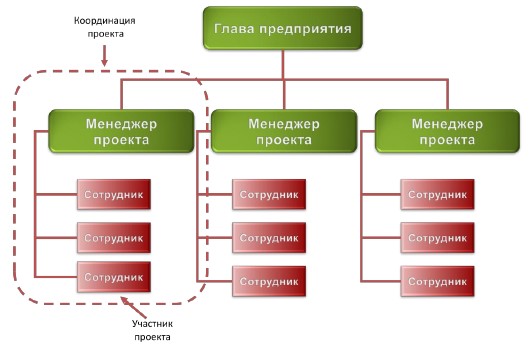 Координация
проекта
Глава предприятия
Менеджер
проекта
Менеджер
проекта
Менеджер
проекта
Сотрудник
Сотрудник
Сотрудник
Сотрудник
Сотрудник
Сотрудник
Сотрудник
Сотрудник
Сотрудник
Участник
проекта